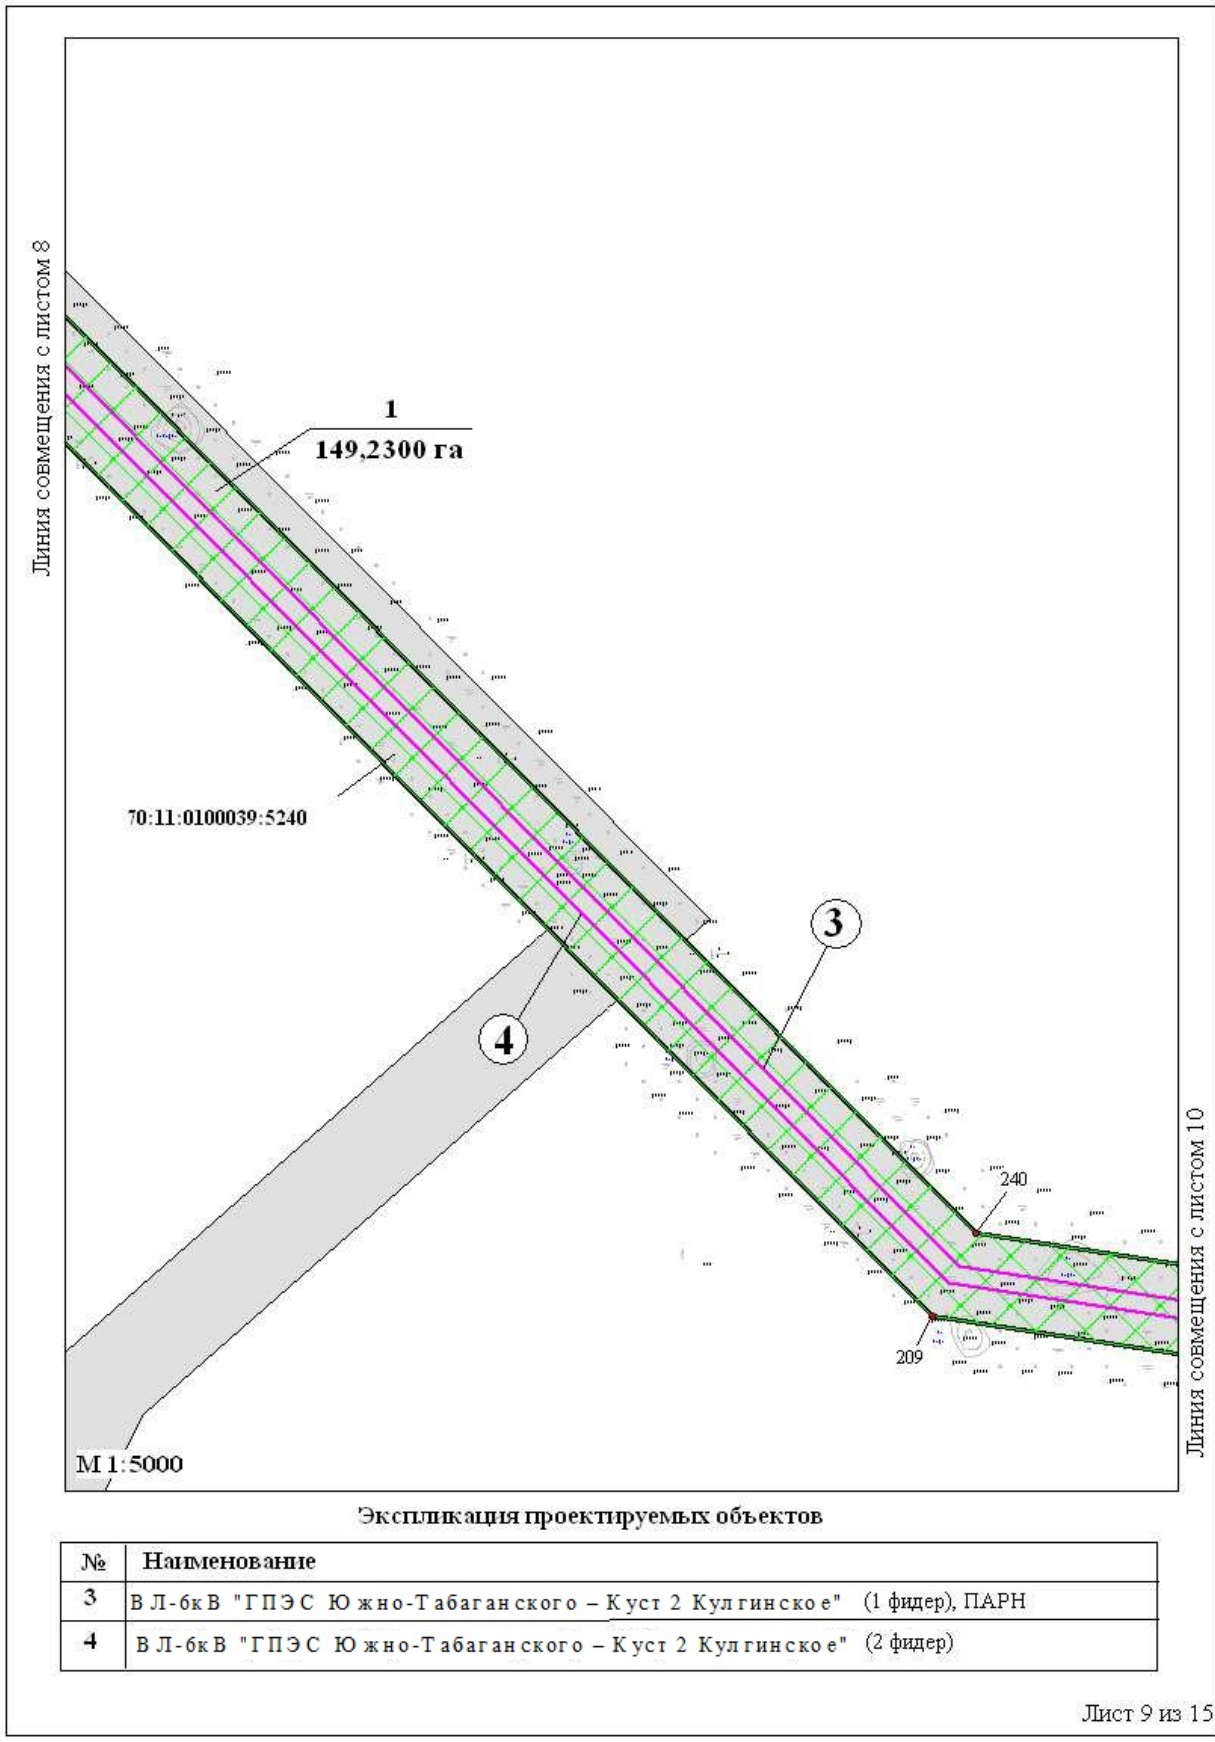 Линия совмещения с листом 8
1
149,2300 га
70:11:0100039:5240
3
4
240
209
Линия совмещения с листом 10
М 1:5000
Экспликация проектируемых объектов
№ Наименование
3 ВЛ-6кВ "ГПЭС Южно-Табаганского – Куст 2 Кулгинское" (1 фидер), ПАРН
4 ВЛ-6кВ "ГПЭС Южно-Табаганского – Куст 2 Кулгинское" (2 фидер)
Лист 9 из 15